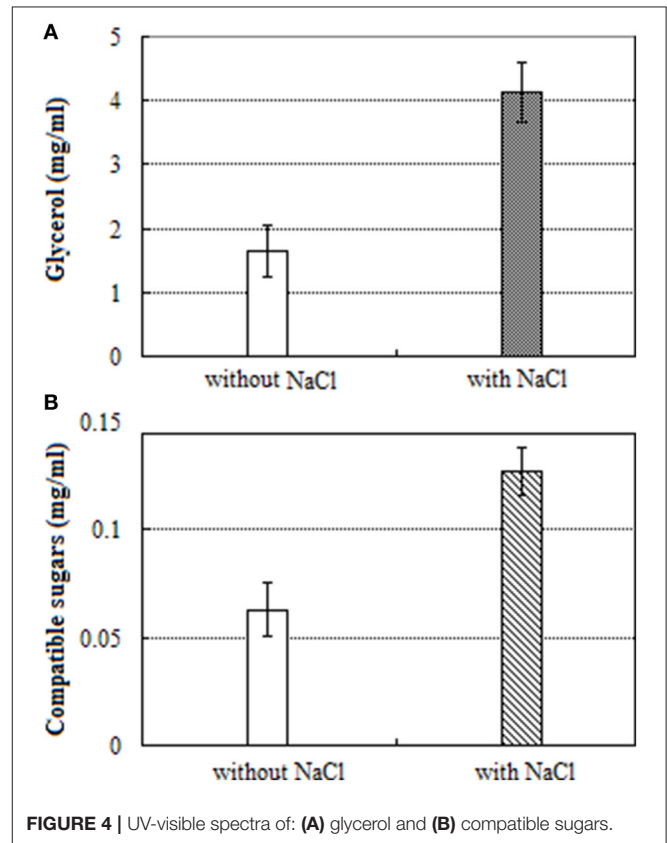 A
Glycerol (mg/ml)
5
4
3
2
1
0
without NaCl with NaCl
B
Compatible sugars (mg/ml)
0.15
0.1
0.05
0
without NaCl with NaCl
FIGURE 4 | UV-visible spectra of: (A) glycerol and (B) compatible sugars.